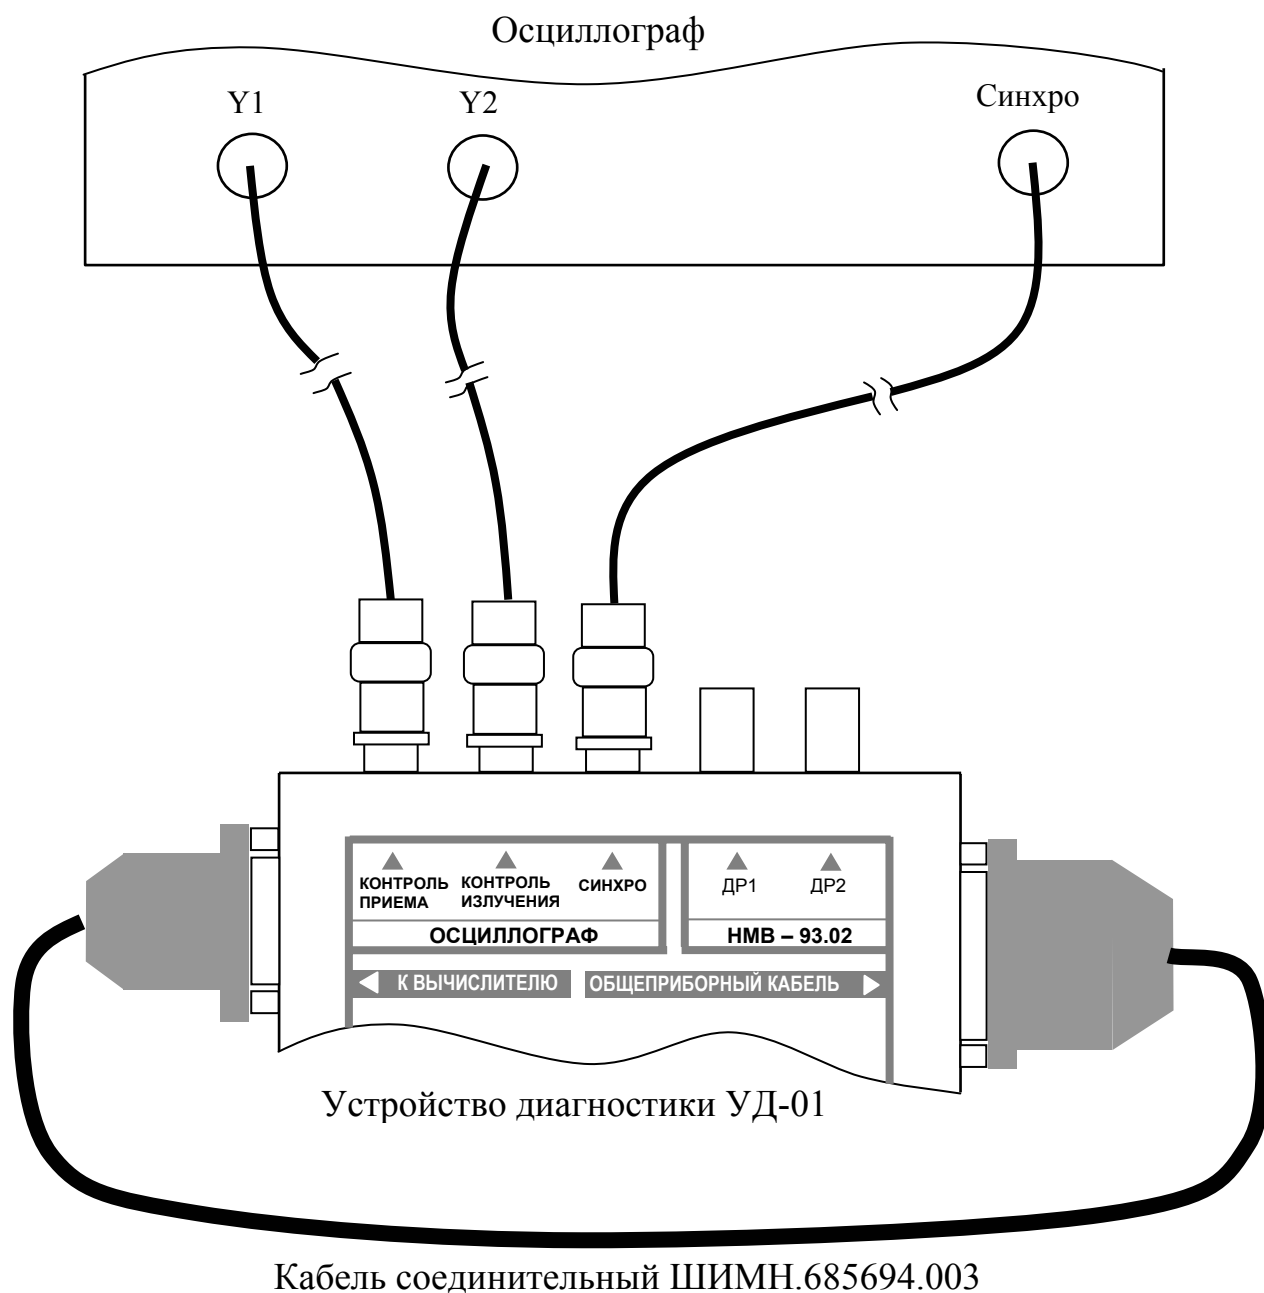 Осциллограф
Y1
Y2
Синхро
КОНТРОЛЬ
ПРИЕМА
КОНТРОЛЬ
ИЗЛУЧЕНИЯ
СИНХРО
ДР1
ДР2
ОСЦИЛЛОГРАФ
НМВ – 93.02
К ВЫЧИСЛИТЕЛЮ
ОБЩЕПРИБОРНЫЙ КАБЕЛЬ
Устройство диагностики УД-01
Кабель соединительный ШИМН.685694.003